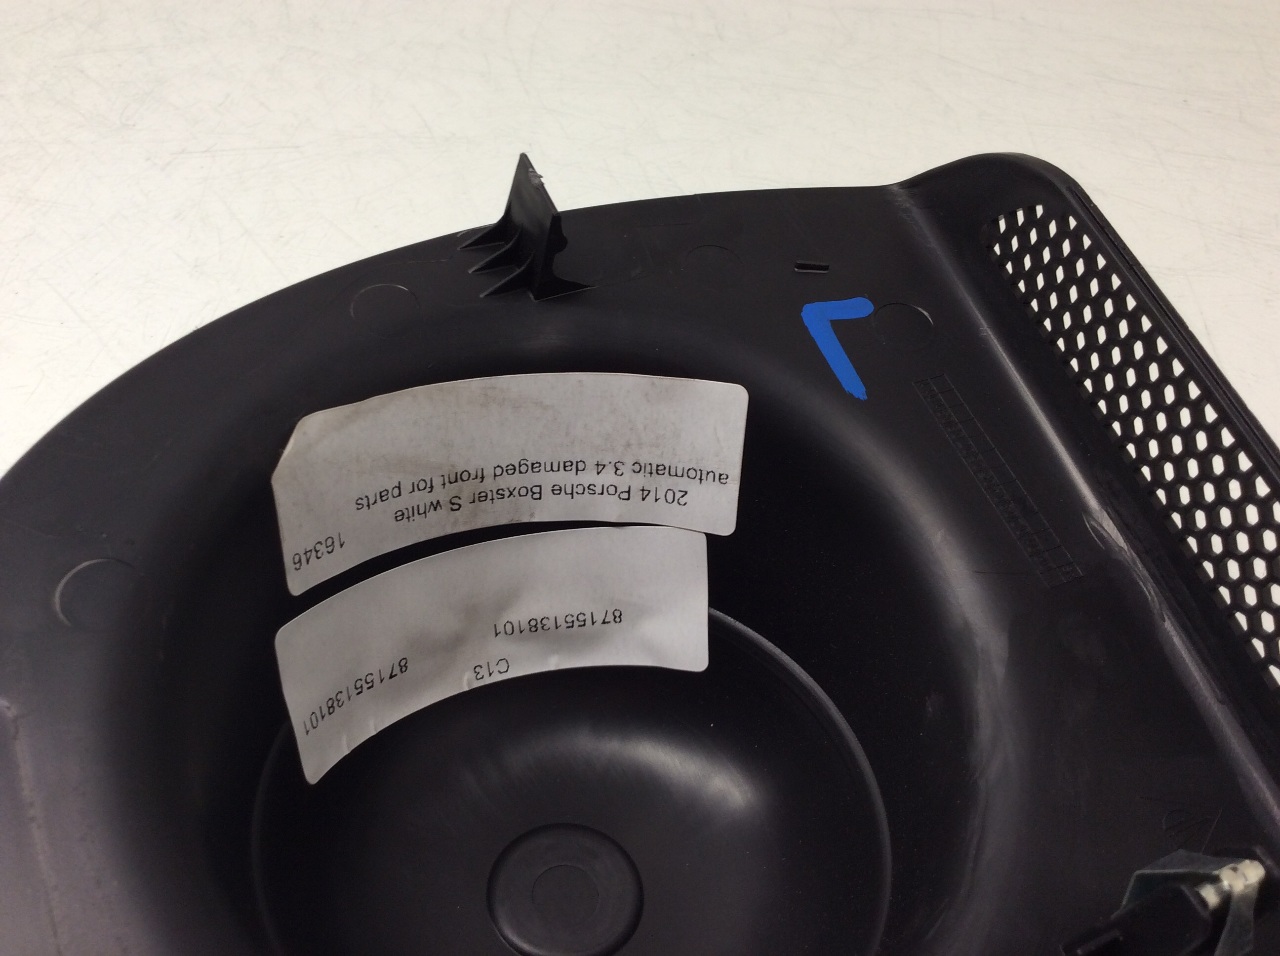 2014 Porsche Boxster S white
automatic 3.4 damaged front for parts
16346
C13
87155138101
87155138101